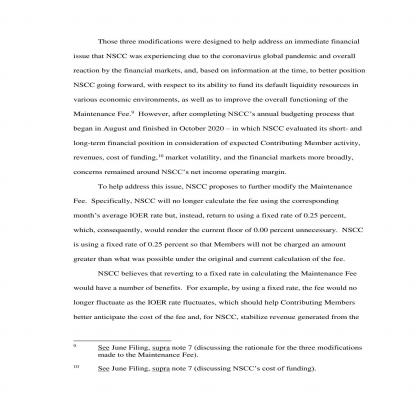 Those three modifications were designed to help address an immediate financial
issue that NSCC was experiencing due to the coronavirus global pandemic and overall
reaction by the financial markets, and, based on information at the time, to better position
NSCC going forward, with respect to its ability to fund its default liquidity resources in
various economic environments, as well as to improve the overall functioning of the
Maintenance Fee.9 However, after completing NSCC's annual budgeting process that
began in August and finished in October 2020 – in which NSCC evaluated its short- and
long-term financial position in consideration of expected Contributing Member activity,
revenues, cost of funding,10 market volatility, and the financial markets more broadly,
concerns remained around NSCC's net income operating margin.
To help address this issue, NSCC proposes to further modify the Maintenance
Fee. Specifically, NSCC will no longer calculate the fee using the corresponding
month's average IOER rate but, instead, return to using a fixed rate of 0.25 percent,
which, consequently, would render the current floor of 0.00 percent unnecessary. NSCC
is using a fixed rate of 0.25 percent so that Members will not be charged an amount
greater than what was possible under the original and current calculation of the fee.
NSCC believes that reverting to a fixed rate in calculating the Maintenance Fee
would have a number of benefits. For example, by using a fixed rate, the fee would no
longer fluctuate as the IOER rate fluctuates, which should help Contributing Members
better anticipate the cost of the fee and, for NSCC, stabilize revenue generated from the
9 See June Filing, supra note 7 (discussing the rationale for the three modifications
made to the Maintenance Fee).
10 See June Filing, supra note 7 (discussing NSCC's cost of funding).